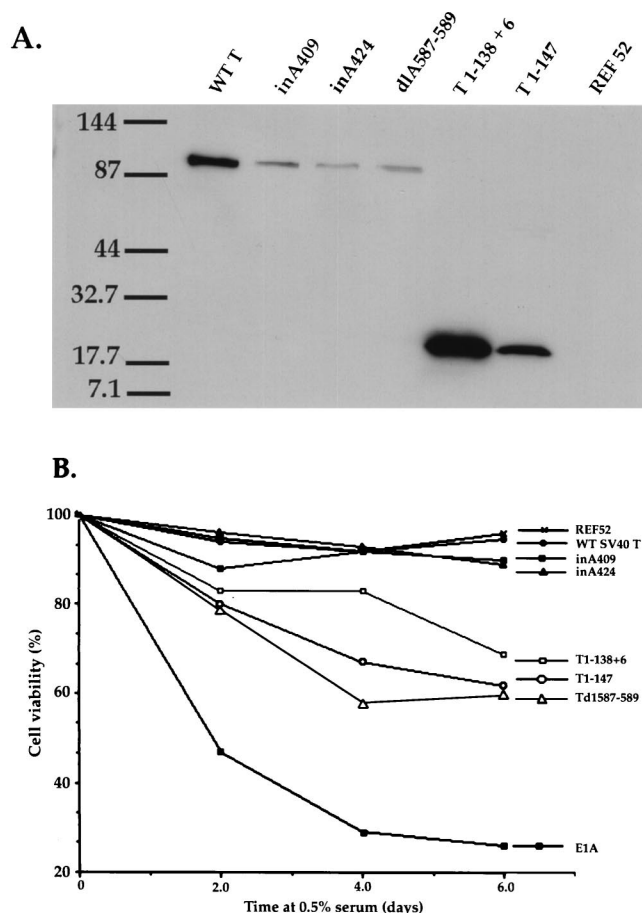 A.
WT T
inA409
inA424
dlA587-589
T 1-138 + 6
T 1-147
REF 52
144
87
44
32.7
17.7
7.1
B.
Cell viability (%)
100
80
60
40
20
0
2.0
4.0
6.0
Time at 0.5% serum (days)
REF52
WT SV40 T
inA409
inA424
T1-138+6
T1-147
Td1587-589
E1A